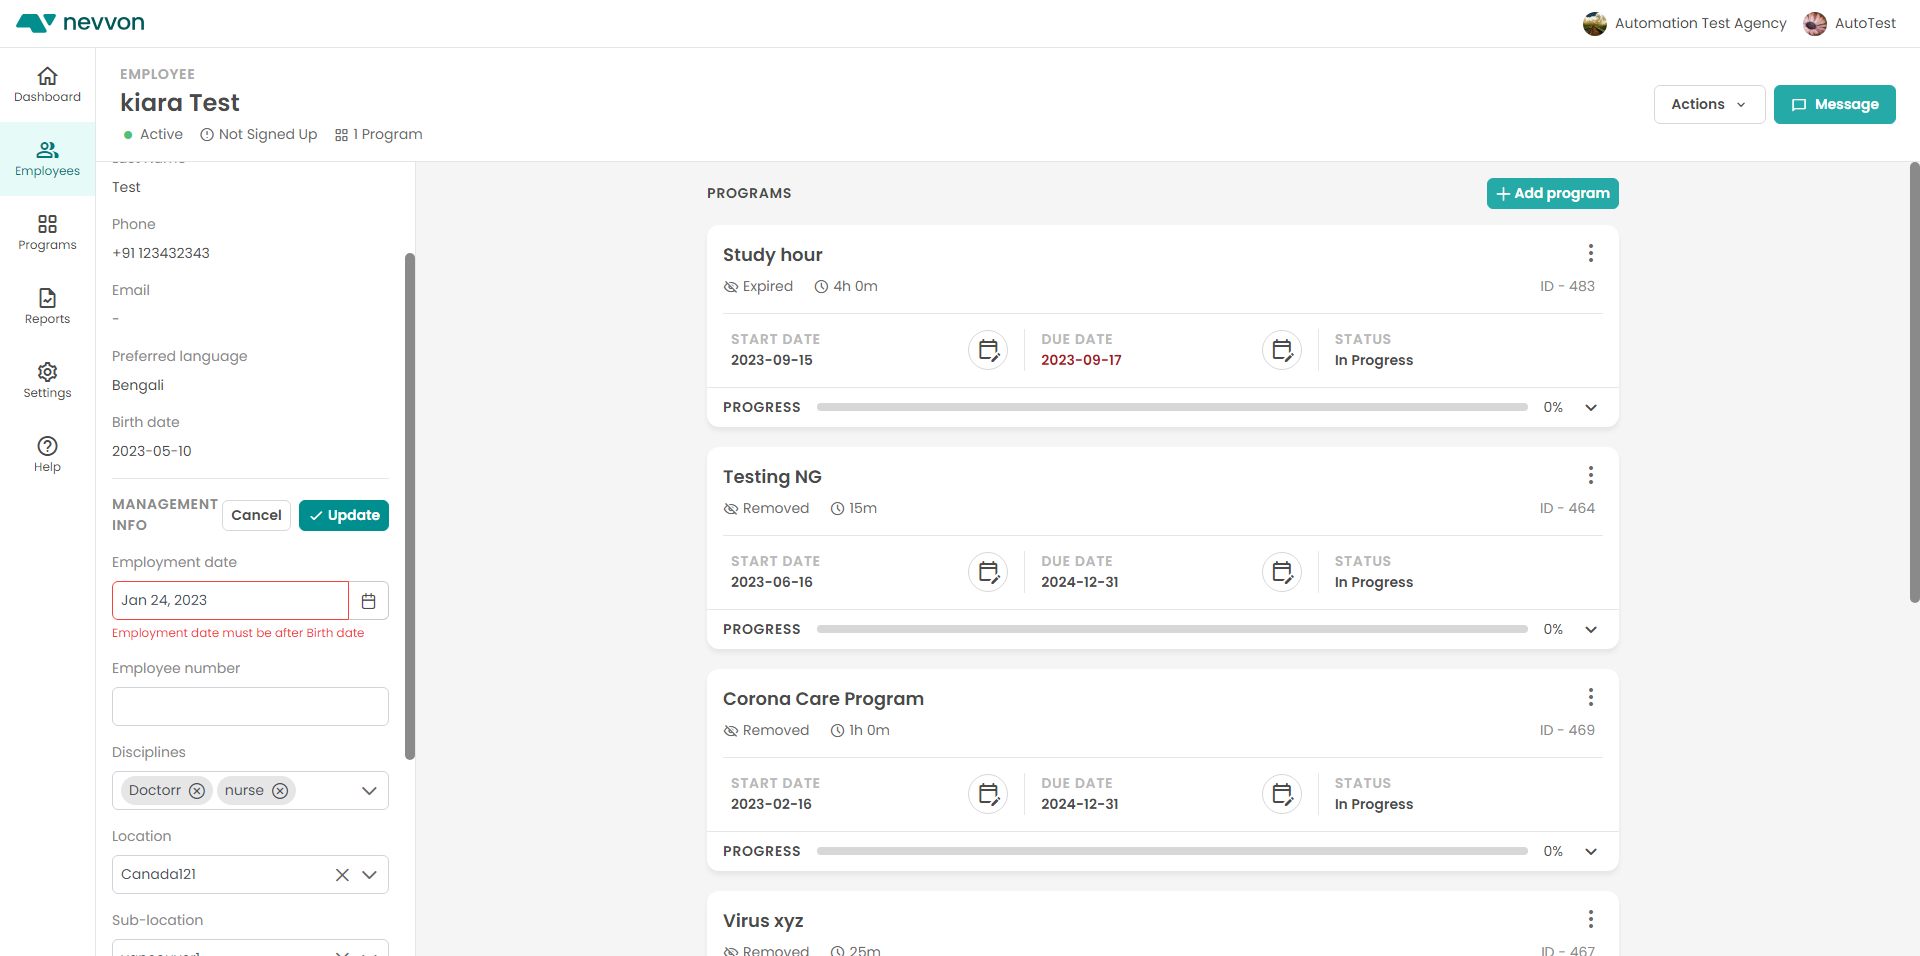 nevvon
Automation Test Agency
AutoTest
Dashboard
Employees
Programs
Reports
Settings
Help
EMPLOYEE
kiara Test
Active
Not Signed Up
1 Program
Actions
Message
Last Name
Test
Phone
+91 123432343
Email
-
Preferred language
Bengali
Birth date
2023-05-10
MANAGEMENT
INFO
Cancel
Update
Employment date
Jan 24, 2023
Employment date must be after Birth date
Employee number
Disciplines
Doctorr
nurse
Location
Canada121
Sub-location
PROGRAMS
Add program
Study hour
Expired
4h 0m
ID - 483
START DATE
2023-09-15
DUE DATE
2023-09-17
STATUS
In Progress
PROGRESS
0%
Testing NG
Removed
15m
ID - 464
START DATE
2023-06-16
DUE DATE
2024-12-31
STATUS
In Progress
PROGRESS
0%
Corona Care Program
Removed
1h 0m
ID - 469
START DATE
2023-02-16
DUE DATE
2024-12-31
STATUS
In Progress
PROGRESS
0%
Virus xyz
Removed
25m
ID - 467